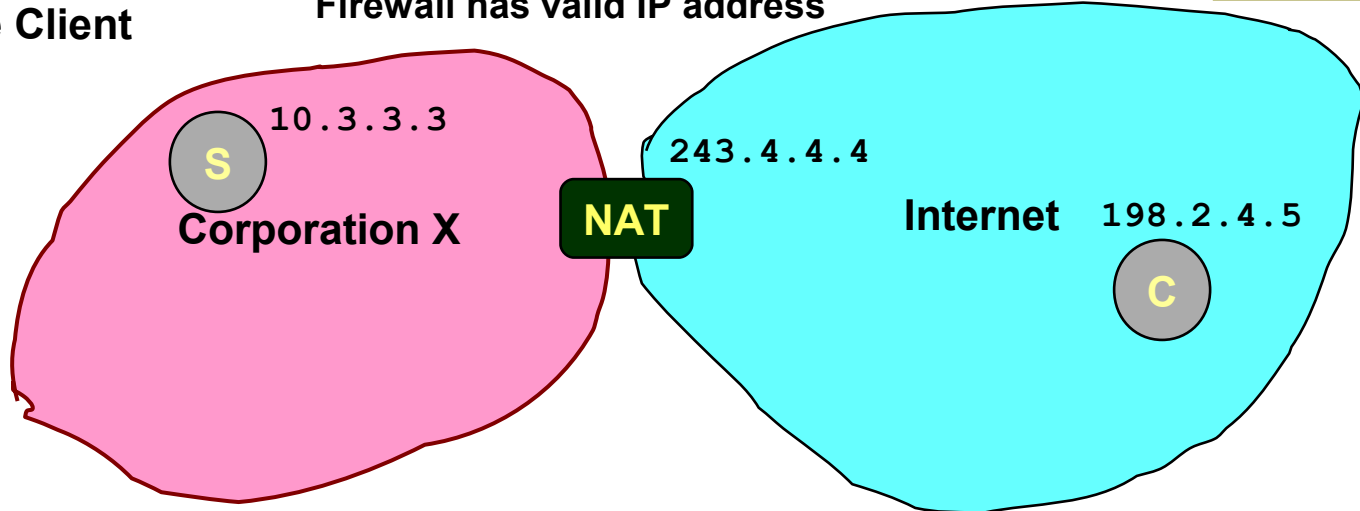 Firewall has valid IP address
Client
10.3.3.3
S
Corporation X
NAT
243.4.4.4
Internet
198.2.4.5
C